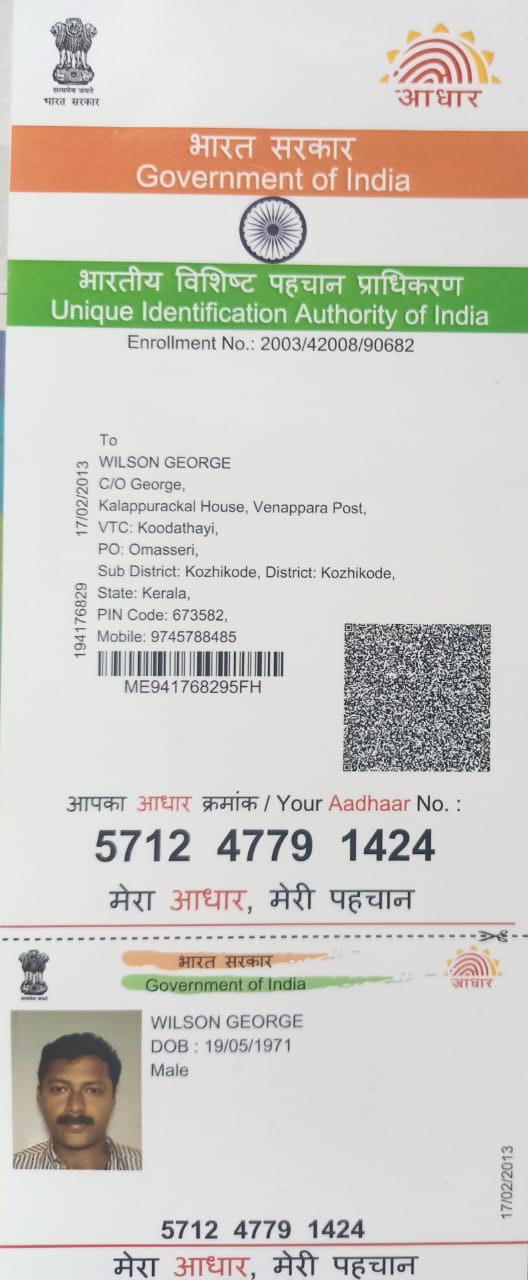 सत्यमेव जयते
भारत सरकार
आधार
भारत सरकार
Government of India
भारतीय विशिष्ट पहचान प्राधिकरण
Unique Identification Authority of India
Enrollment No.: 2003/42008/90682
To
WILSON GEORGE
C/O George,
Kalappurackal House, Venappara Post,
VTC: Koodathayi,
PO: Omasseri,
Sub District: Kozhikode, District: Kozhikode,
State: Kerala,
PIN Code: 673582,
Mobile: 9745788485
17/02/2013
194176829
ME941768295FH
आपका आधार क्रमांक / Your Aadhaar No. :
5712 4779 1424
मेरा आधार, मेरी पहचान
भारत सरकार
Government of India
आधार
WILSON GEORGE
DOB : 19/05/1971
Male
17/02/2013
5712 4779 1424
मेरा आधार, मेरी पहचान